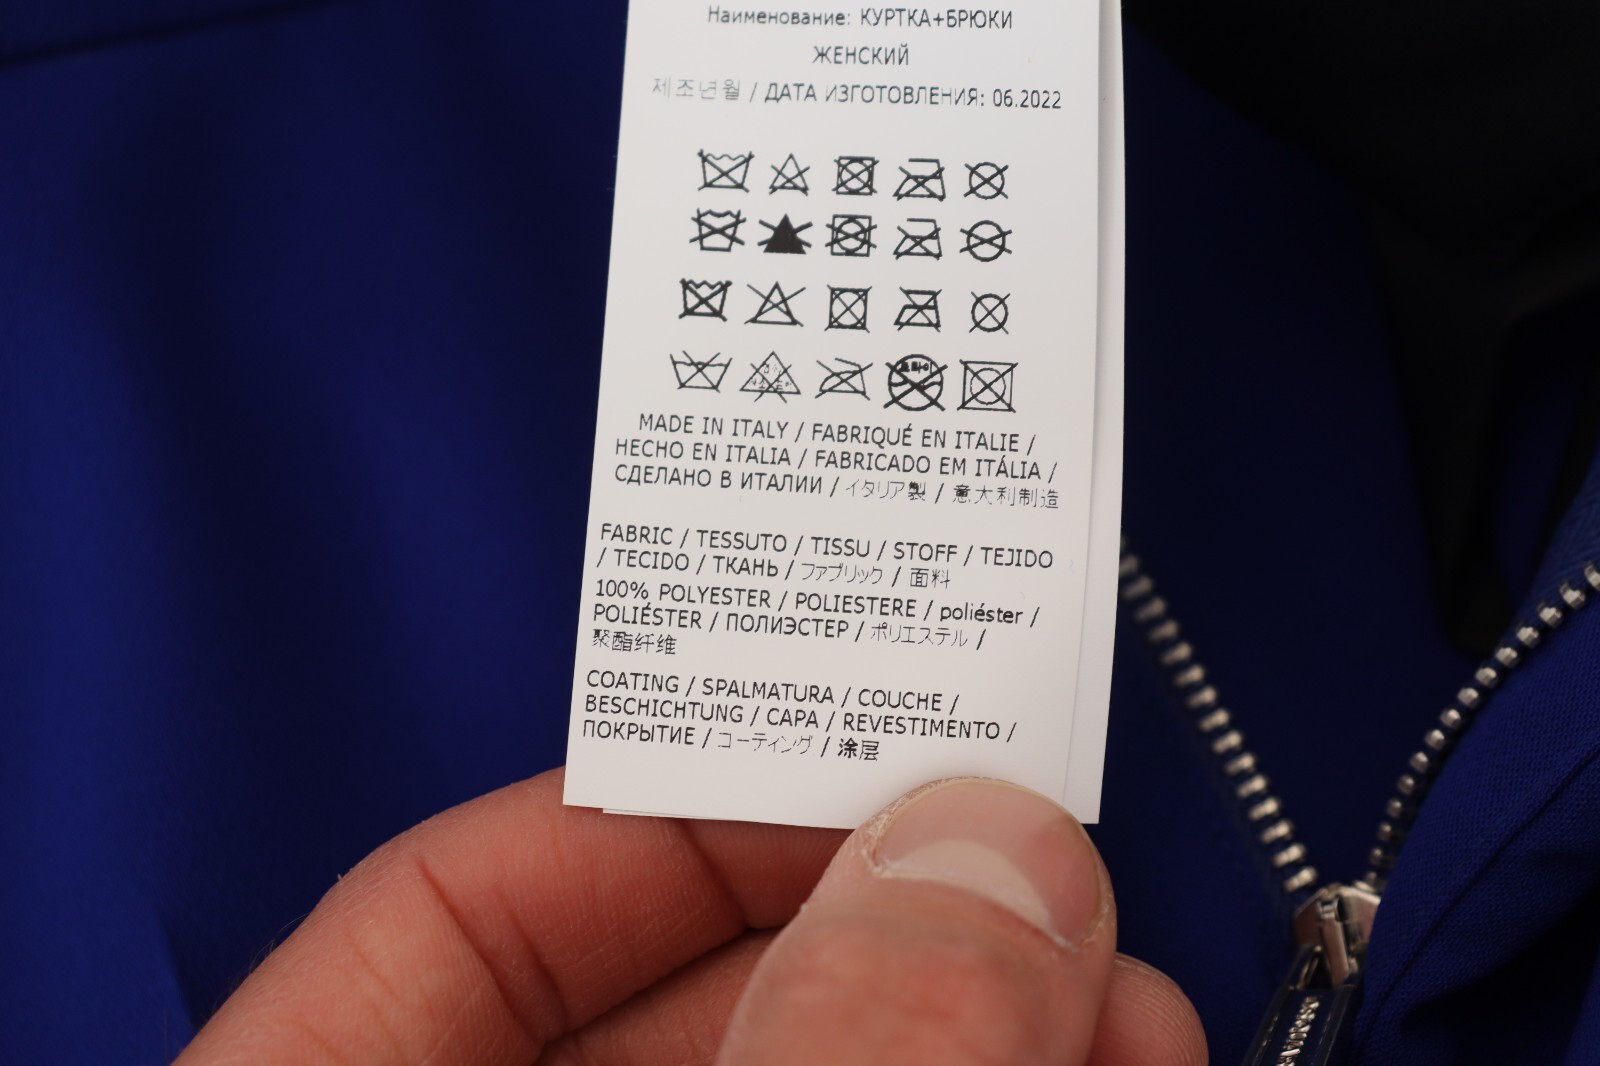 Наименование: КУРТКА+БРЮКИ
ЖЕНСКИЙ
제조년월 / ДАТА ИЗГОТОВЛЕНИЯ: 06.2022
MADE IN ITALY / FABRIQUÉ EN ITALIE /
HECHO EN ITALIA / FABRICADO EM ITÁLIA /
СДЕЛАНО В ИТАЛИИ / イタリア製 / 意大利制造
FABRIC / TESSUTO / TISSU / STOFF / TEJIDO
/ TECIDO / ТКАНЬ / ファブリック / 面料
100% POLYESTER / POLIESTERE / poliéster /
POLIÉSTER / ПОЛИЭСТЕР / ポリエステル /
聚酯纤维
COATING / SPALMATURA / COUCHE /
BESCHICHTUNG / CAPA / REVESTIMENTO /
ПОКРЫТИЕ / コーティング / 涂层